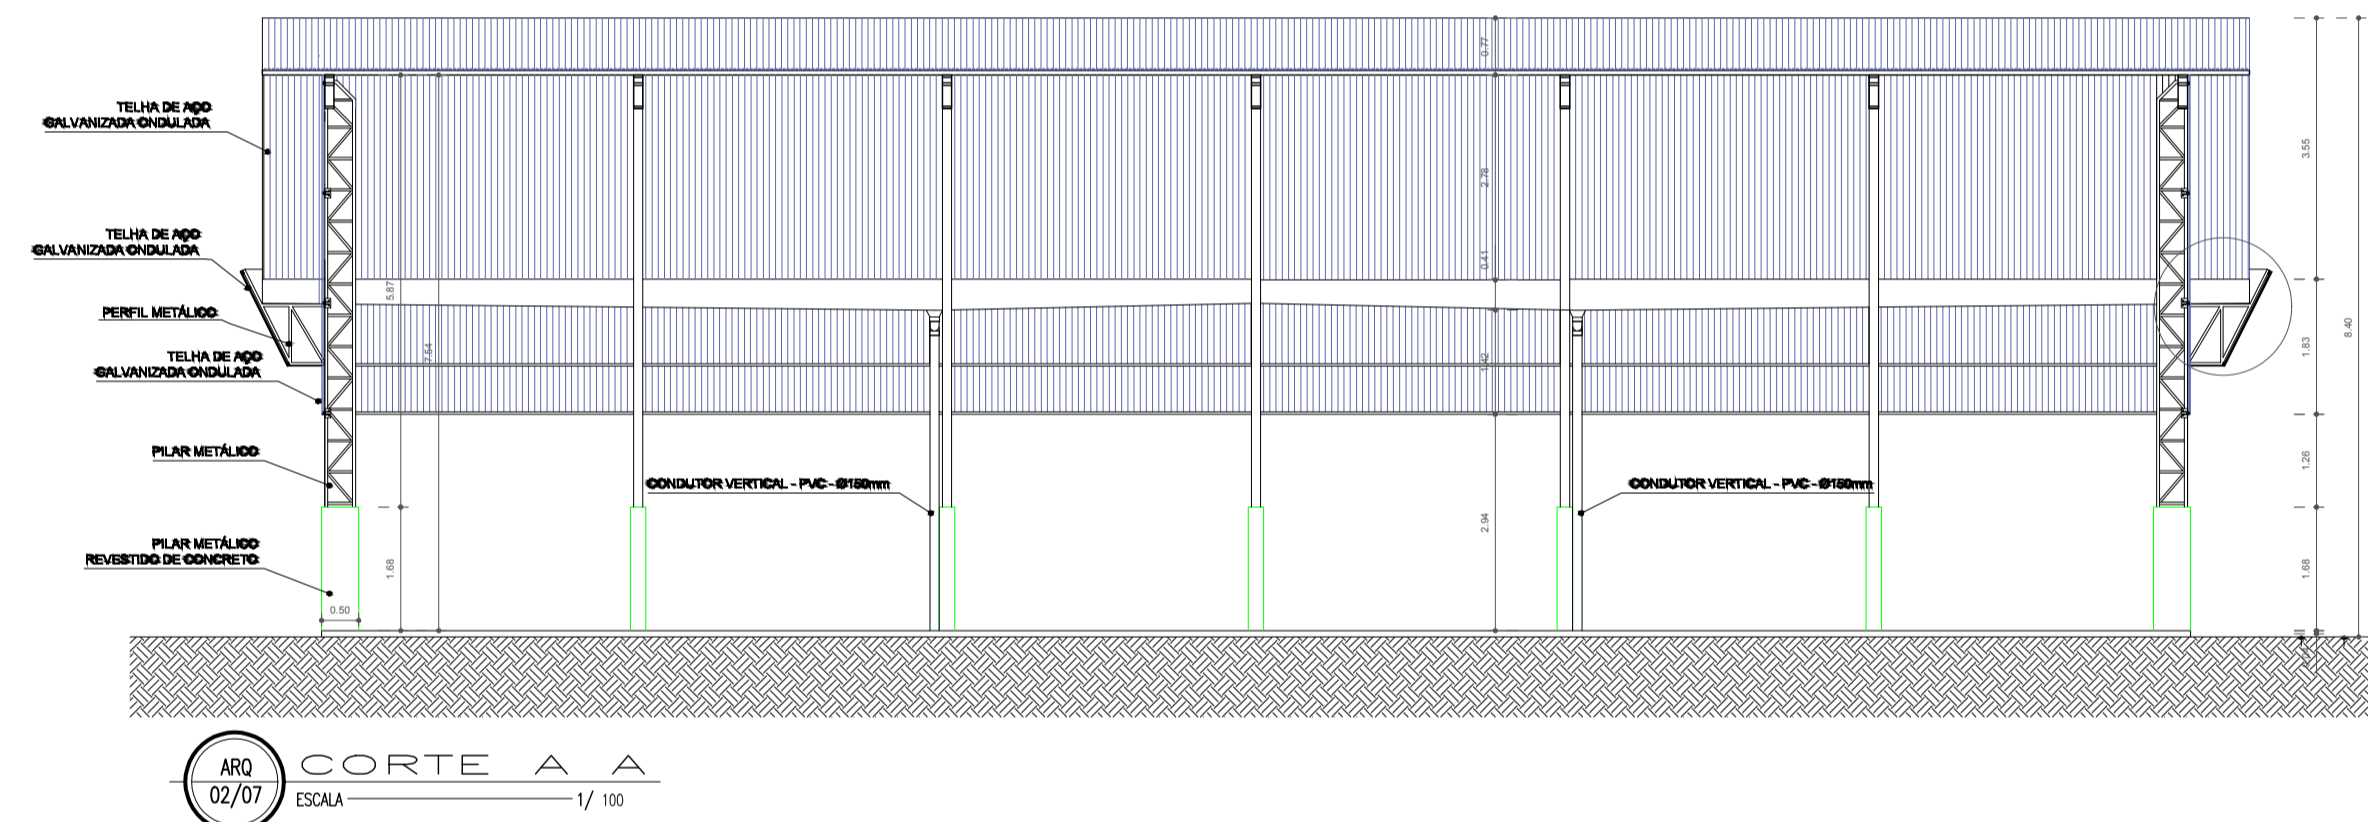 TELHA DE AÇO
GALVANIZADA ONDULADA
TELHA DE AÇO
GALVANIZADA ONDULADA
PERFIL METÁLICO
TELHA DE AÇO
GALVANIZADA ONDULADA
PILAR METÁLICO
PILAR METÁLICO
REVESTIDO DE CONCRETO
0.50
5.87
1.68
7.54
CONDUTOR VERTICAL - PVC - Ø150mm
0.77
2.78
0.41
1.42
2.94
CONDUTOR VERTICAL - PVC - Ø150mm
3.55
1.83
1.26
1.68
8.40
ARQ
02/07
CORTE A A
ESCALA 1/ 100